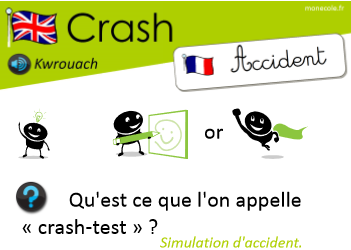 monecole.fr
Crash
Kwrouach
Accident
or
?
Qu'est ce que l'on appelle
« crash-test » ?
Simulation d'accident.